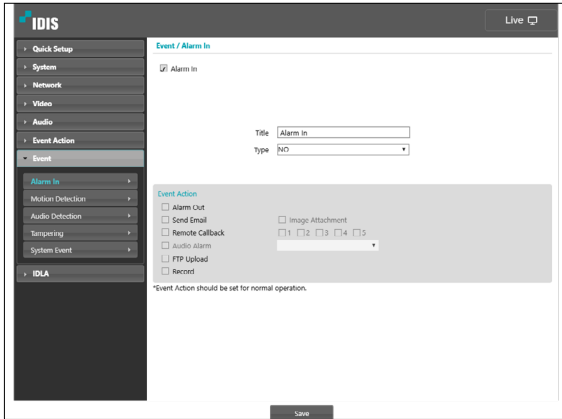 IDIS
Live
Quick Setup
System
Network
Video
Audio
Event Action
Event
Alarm In
Motion Detection
Audio Detection
Tampering
System Event
IDLA
Event / Alarm In
Alarm In
Title Alarm In
Type NO
Event Action
Alarm Out
Send Email Image Attachment
Remote Callback 1 2 3 4 5
Audio Alarm
FTP Upload
Record
*Event Action should be set for normal operation.
Save